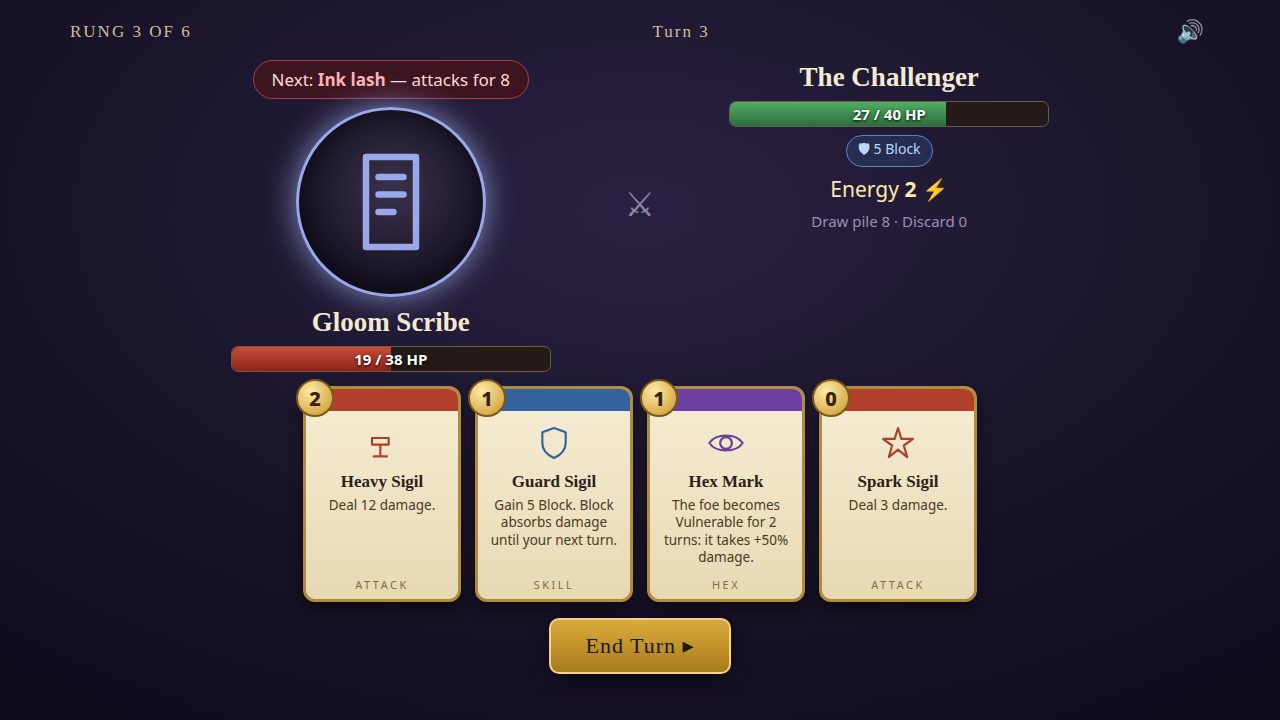 RUNG 3 OF 6
Turn 3
Next: Ink lash — attacks for 8
The Challenger
27 / 40 HP
5 Block
Energy 2
Draw pile 8 · Discard 0
Gloom Scribe
19 / 38 HP
2
Heavy Sigil
Deal 12 damage.
ATTACK
1
Guard Sigil
Gain 5 Block. Block
absorbs damage
until your next turn.
SKILL
1
Hex Mark
The foe becomes
Vulnerable for 2
turns: it takes +50%
damage.
HEX
0
Spark Sigil
Deal 3 damage.
ATTACK
End Turn ▸